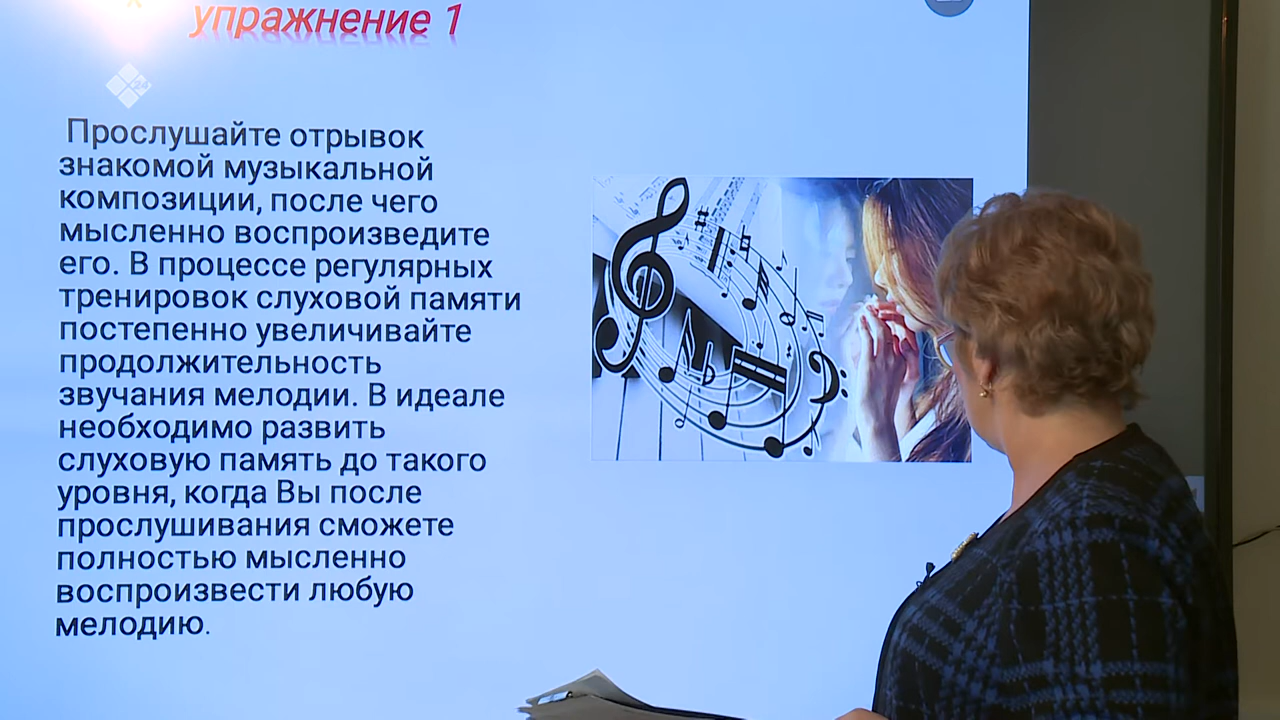 упражнение 1
24
Прослушайте отрывок
знакомой музыкальной
композиции, после чего
мысленно воспроизведите
его. В процессе регулярных
тренировок слуховой памяти
постепенно увеличивайте
продолжительность
звучания мелодии. В идеале
необходимо развить
слуховую память до такого
уровня, когда Вы после
прослушивания сможете
полностью мысленно
воспроизвести любую
мелодию.